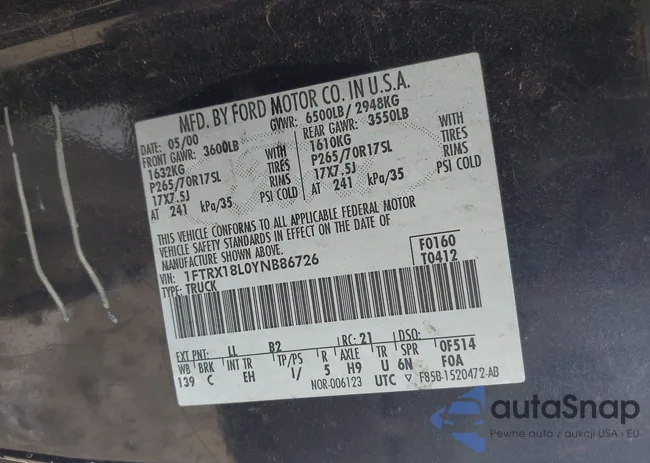 MFD. BY FORD MOTOR CO. IN U.S.A.
DATE: 05/00 GVWR: 6500LB/ 2948KG
FRONT GAWR: 3600LB REAR GAWR: 3550LB
1632KG WITH 1610KG WITH
P265/70R17SL TIRES P265/70R17SL TIRES
17X7.5J RIMS 17X7.5J RIMS
AT 241 kPa/35 PSI COLD AT 241 kPa/35 PSI COLD
THIS VEHICLE CONFORMS TO ALL APPLICABLE FEDERAL MOTOR
VEHICLE SAFETY STANDARDS IN EFFECT ON THE DATE OF
MANUFACTURE SHOWN ABOVE.
VIN: 1FTRX18L0YNB86726 F0160
TYPE: TRUCK T0412
EXT PNT: LL B2 RC: 21 DSO:
WB BRK INT TR TP/PS R AXLE TR SPR 0F514
139 C EH 1/ 5 H9 U 6N F0A
NOR-006123 UTC F85B-1520472-AB
autaSnap
Pewne auto z aukcji USA i EU